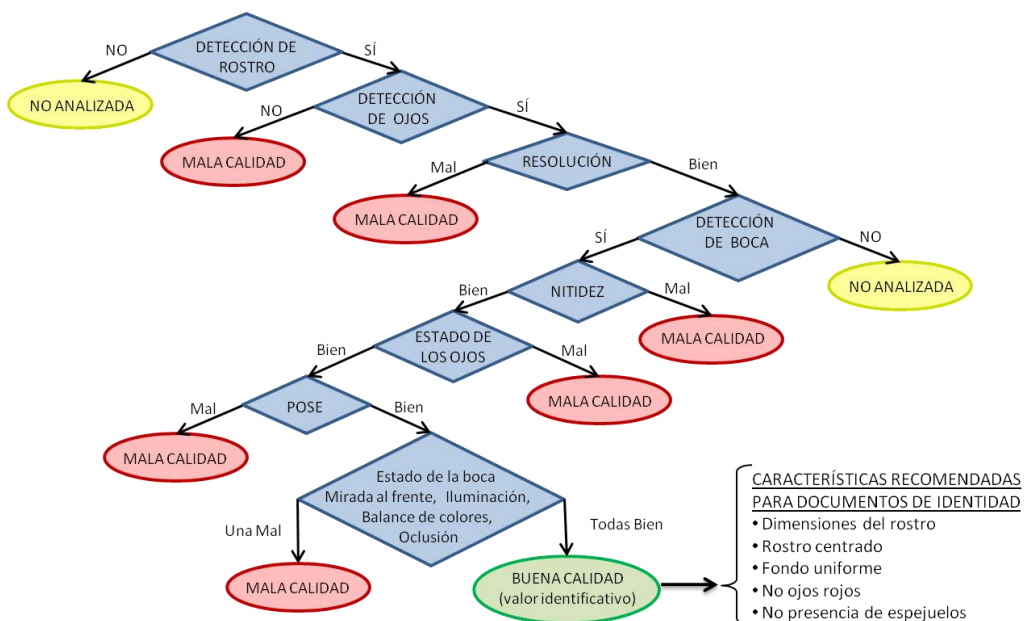 DETECCIÓN DE
ROSTRO
NO
SÍ
NO ANALIZADA
DETECCIÓN
DE OJOS
NO
SÍ
MALA CALIDAD
RESOLUCIÓN
Mal
Bien
MALA CALIDAD
DETECCIÓN
DE BOCA
SÍ
NO
NO ANALIZADA
NITIDEZ
Bien
Mal
MALA CALIDAD
ESTADO DE
LOS OJOS
Bien
Mal
MALA CALIDAD
POSE
Mal
Bien
MALA CALIDAD
Estado de la boca
Mirada al frente, Iluminación,
Balance de colores,
Oclusión
Una Mal
Todas Bien
MALA CALIDAD
BUENA CALIDAD
(valor identificativo)
CARACTERÍSTICAS RECOMENDADAS
PARA DOCUMENTOS DE IDENTIDAD
• Dimensiones del rostro
• Rostro centrado
• Fondo uniforme
• No ojos rojos
• No presencia de espejuelos